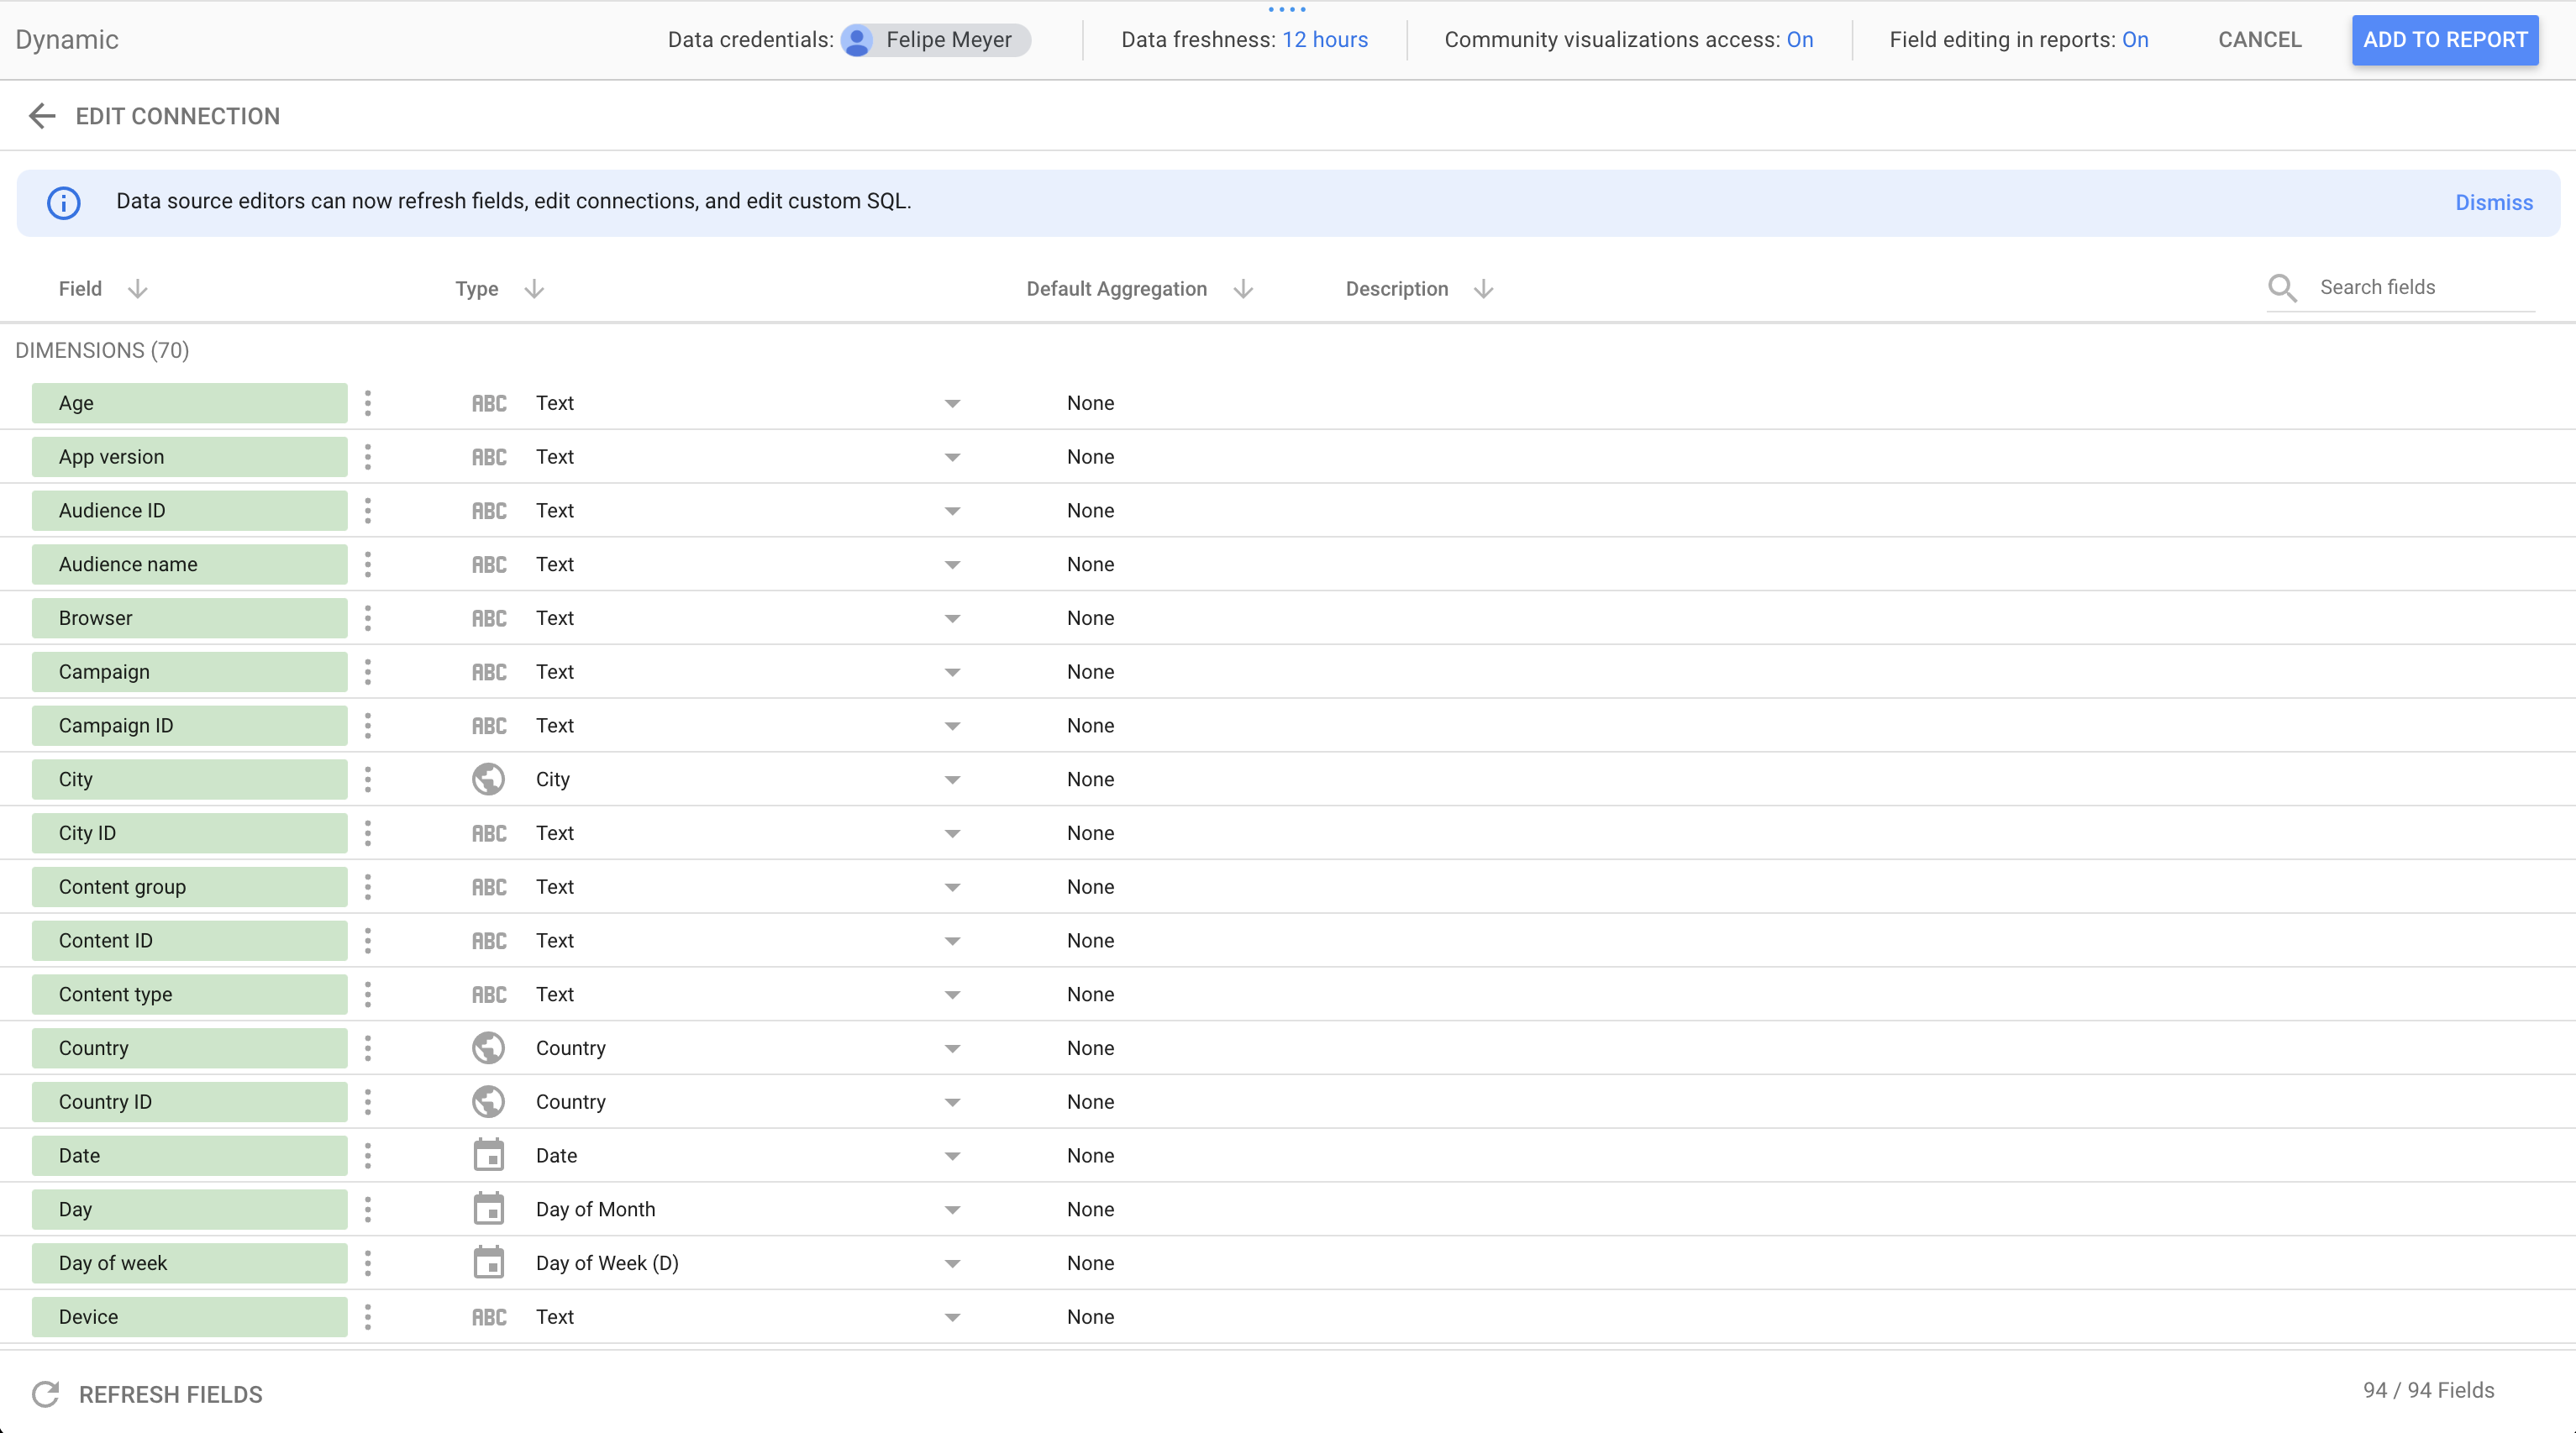 Dynamic Data credentials: Felipe Meyer Data freshness: 12 hours Community visualizations access: On Field editing in reports: On CANCEL ADD TO REPORT
EDIT CONNECTION
Data source editors can now refresh fields, edit connections, and edit custom SQL. Dismiss
Field Type Default Aggregation Description Search fields
DIMENSIONS (70)
Age ABC Text None
App version ABC Text None
Audience ID ABC Text None
Audience name ABC Text None
Browser ABC Text None
Campaign ABC Text None
Campaign ID ABC Text None
City City None
City ID ABC Text None
Content group ABC Text None
Content ID ABC Text None
Content type ABC Text None
Country Country None
Country ID Country None
Date Date None
Day Day of Month None
Day of week Day of Week (D) None
Device ABC Text None
REFRESH FIELDS 94 / 94 Fields